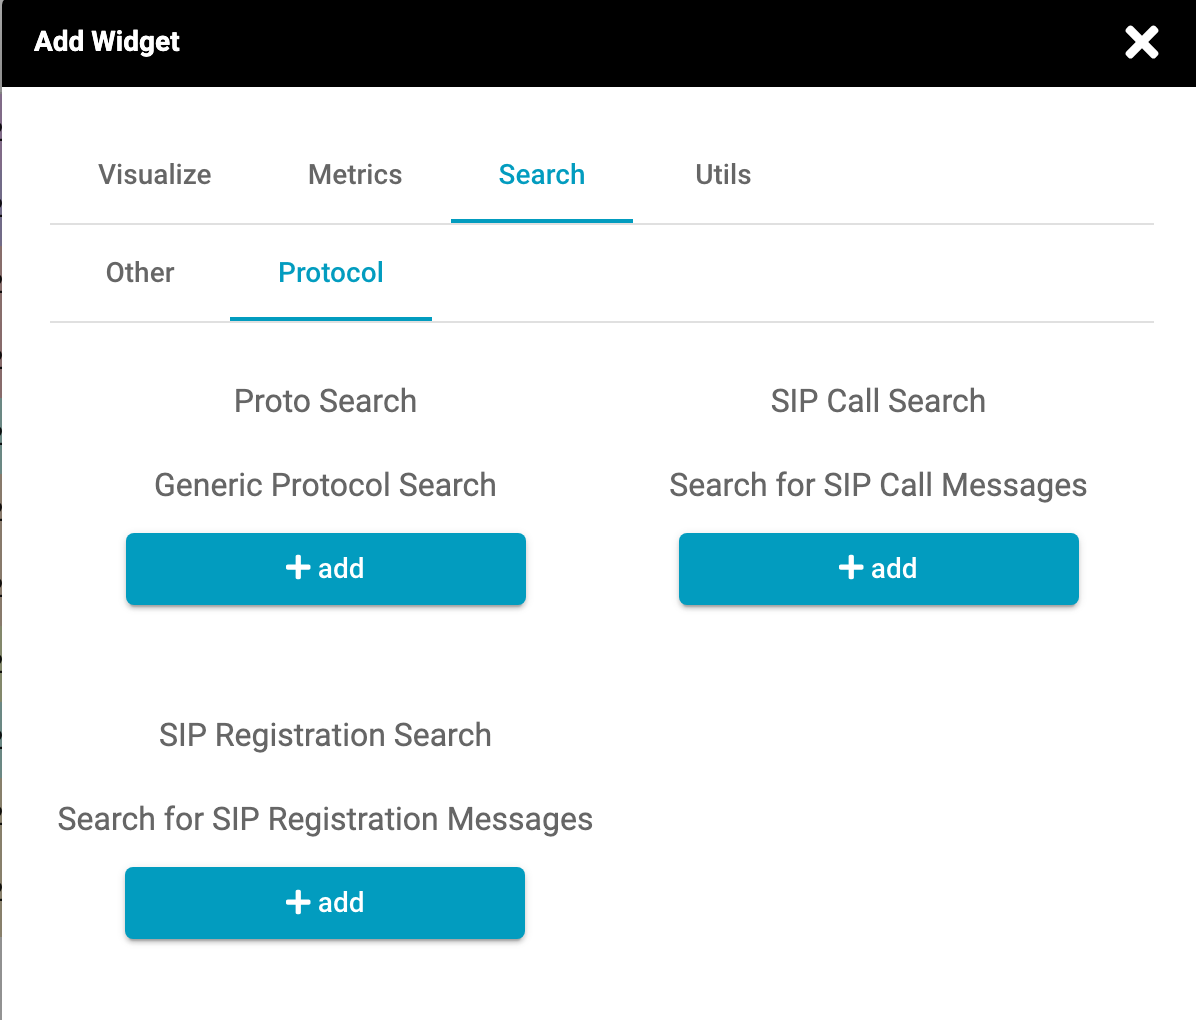 Add Widget
Visualize Metrics Search Utils
Other Protocol
Proto Search
Generic Protocol Search
add
SIP Call Search
Search for SIP Call Messages
add
SIP Registration Search
Search for SIP Registration Messages
add